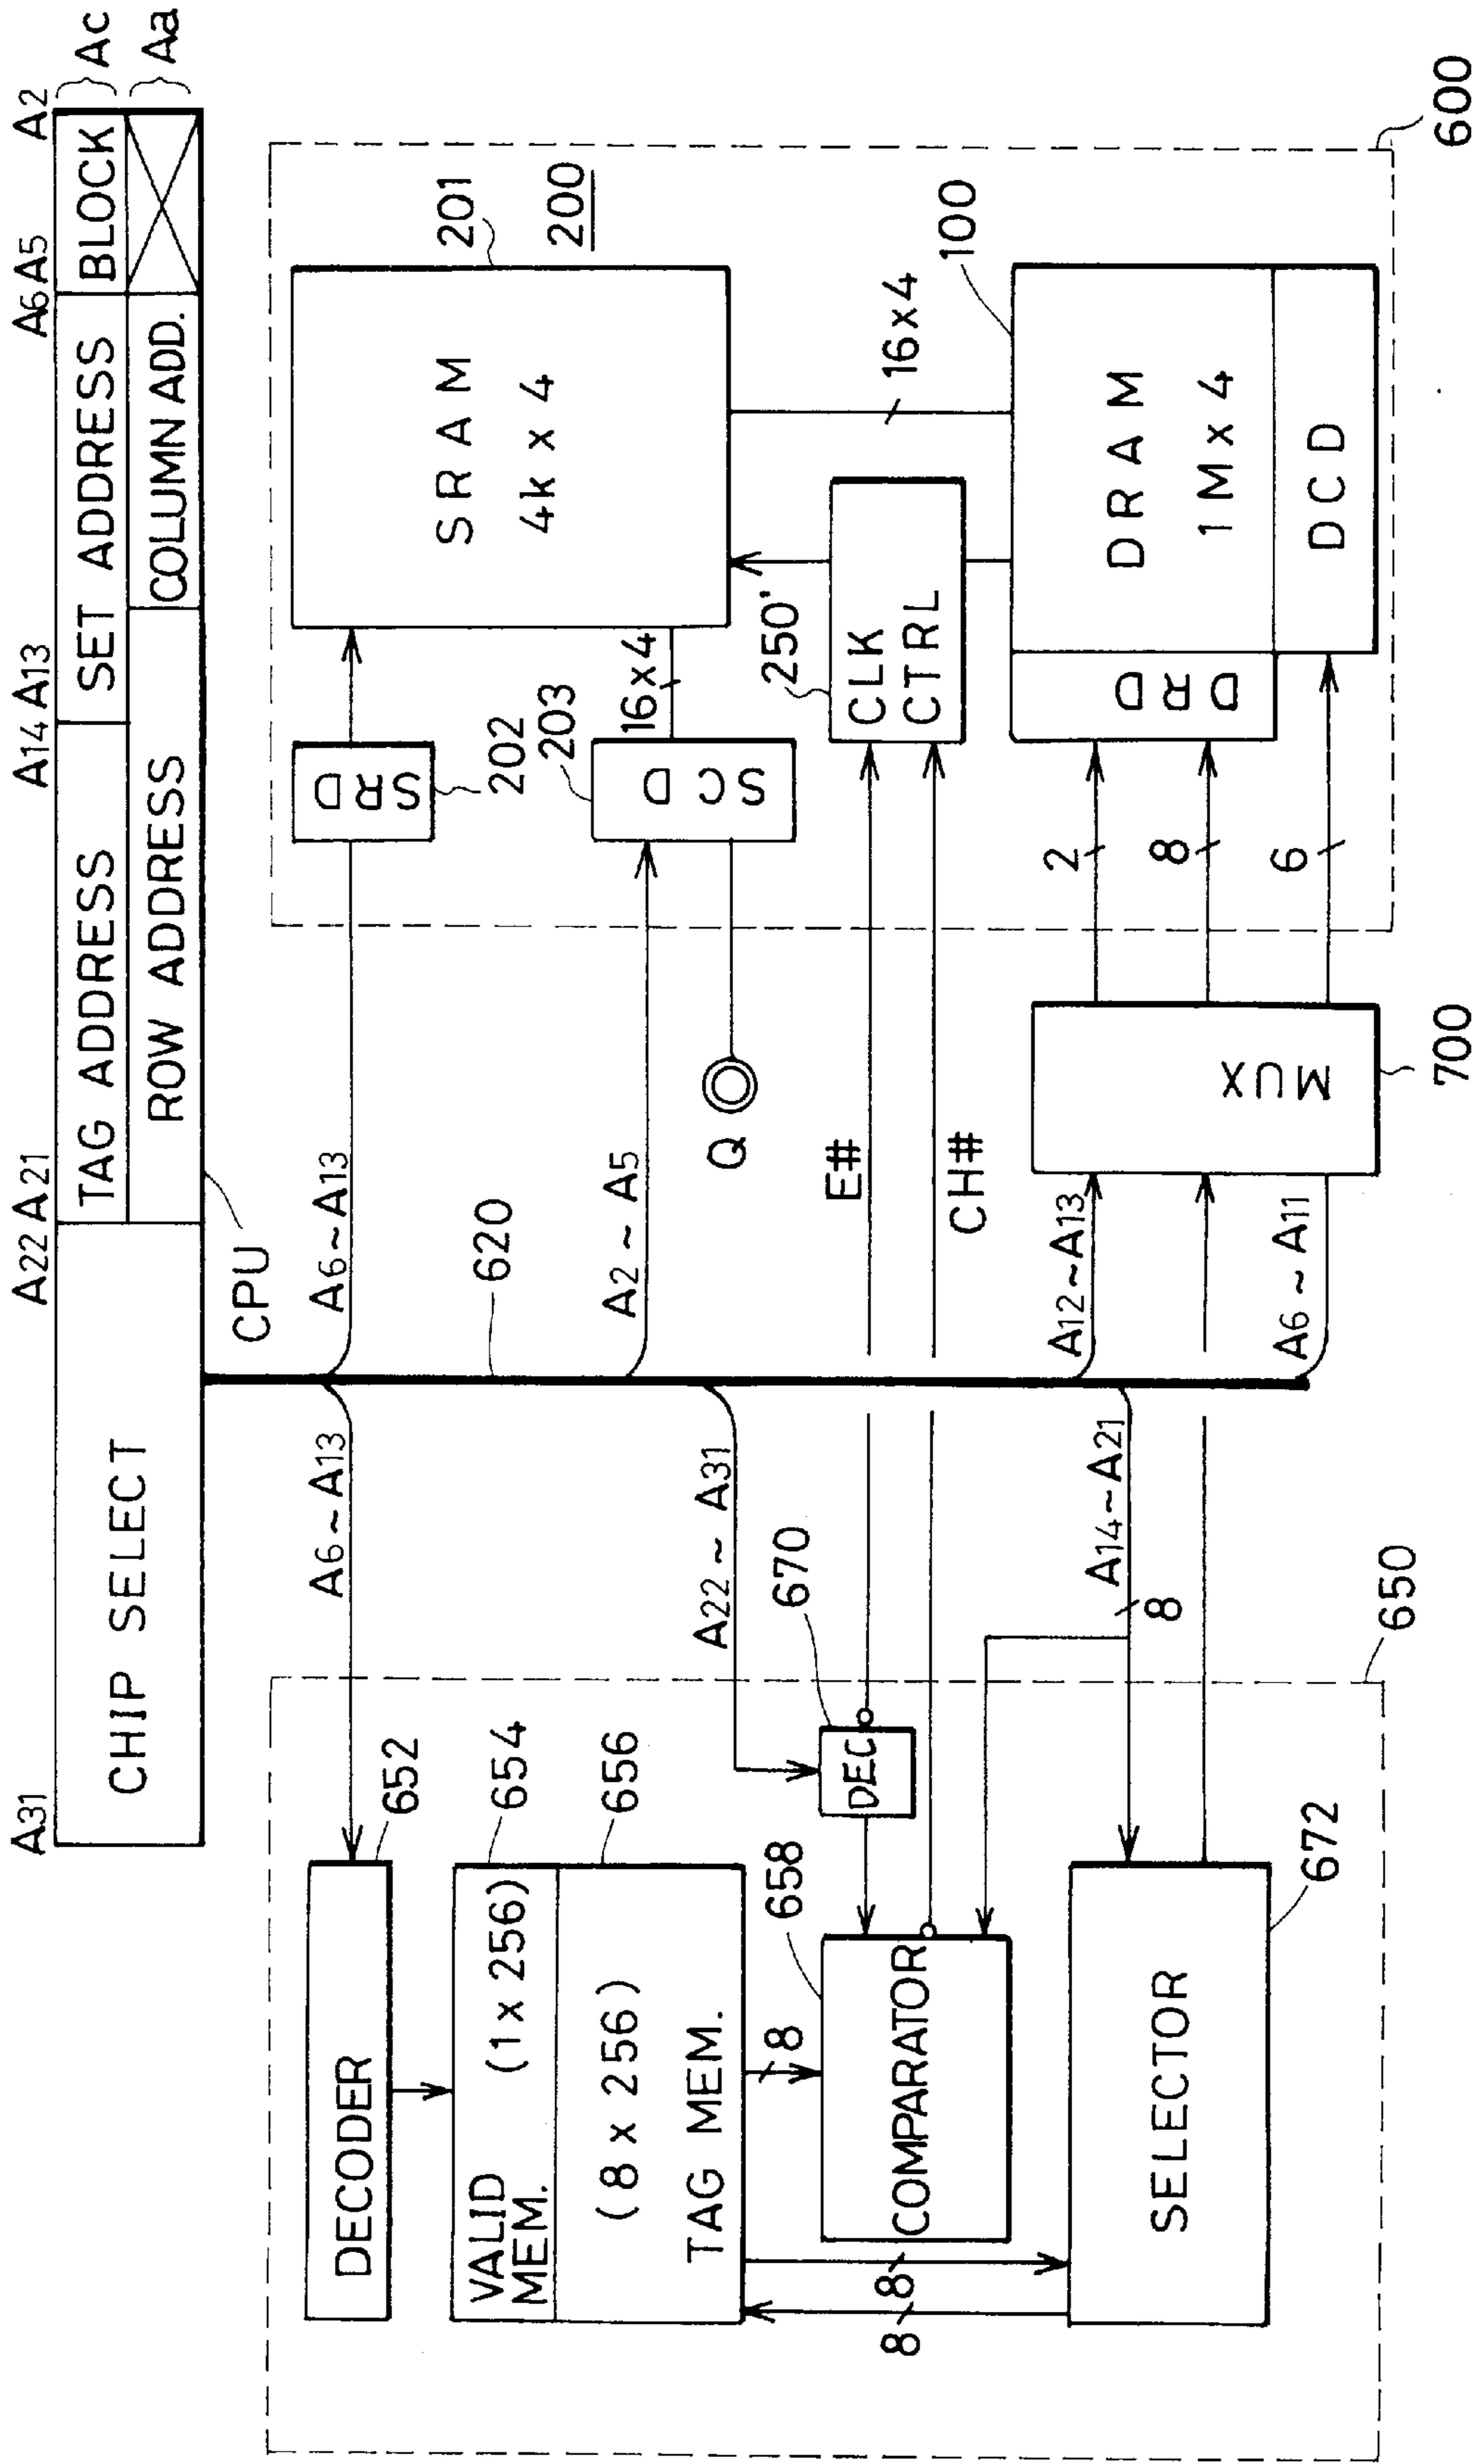 A31
A22 A21
A14 A13
A6 A5
A2
CHIP SELECT
TAG ADDRESS
SET ADDRESS
BLOCK
Ac
ROW ADDRESS
COLUMN ADD.
Aa
CPU
A6~A13
A6~A13
652
DECODER
654
VALID MEM.
(1x256)
656
(8 x 256)
TAG MEM.
8
658
COMPARATOR
A22 ~ A31
670
DEC
8
8
A14~A21
8
SELECTOR
672
650
620
A2 ~ A5
Q
E#
CH#
A12~A13
A6 ~ A11
MUX
700
2
8
6
SRD
202
203
SCD
16x4
SRAM
4k x 4
201
200
250'
CLK
CTRL
16x4
100
DRAM
1M x 4
DRD
DCD
600